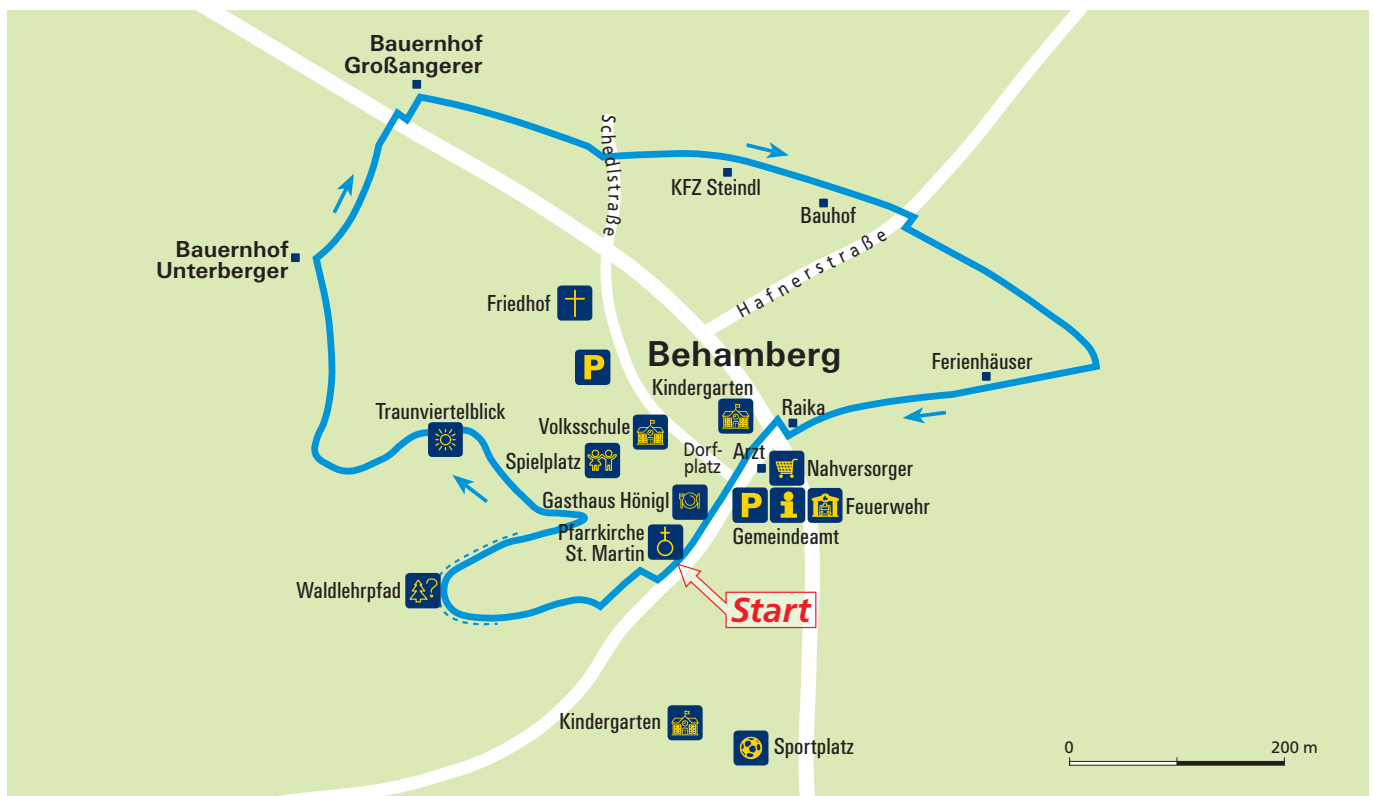 Bauernhof
Großangerer
Schedlstraße
KFZ Steindl
Bauhof
Bauernhof
Unterberger
Hafnerstraße
Friedhof
P
Behamberg
Ferienhäuser
Kindergarten
Raika
Traunviertelblick
Volksschule
Dorf-
platz
Arzt
Spielplatz
Nahversorger
Gasthaus Hönigl
P
i
Feuerwehr
Pfarrkirche
St. Martin
Gemeindeamt
Waldlehrpfad
?
Start
Kindergarten
Sportplatz
0
200 m